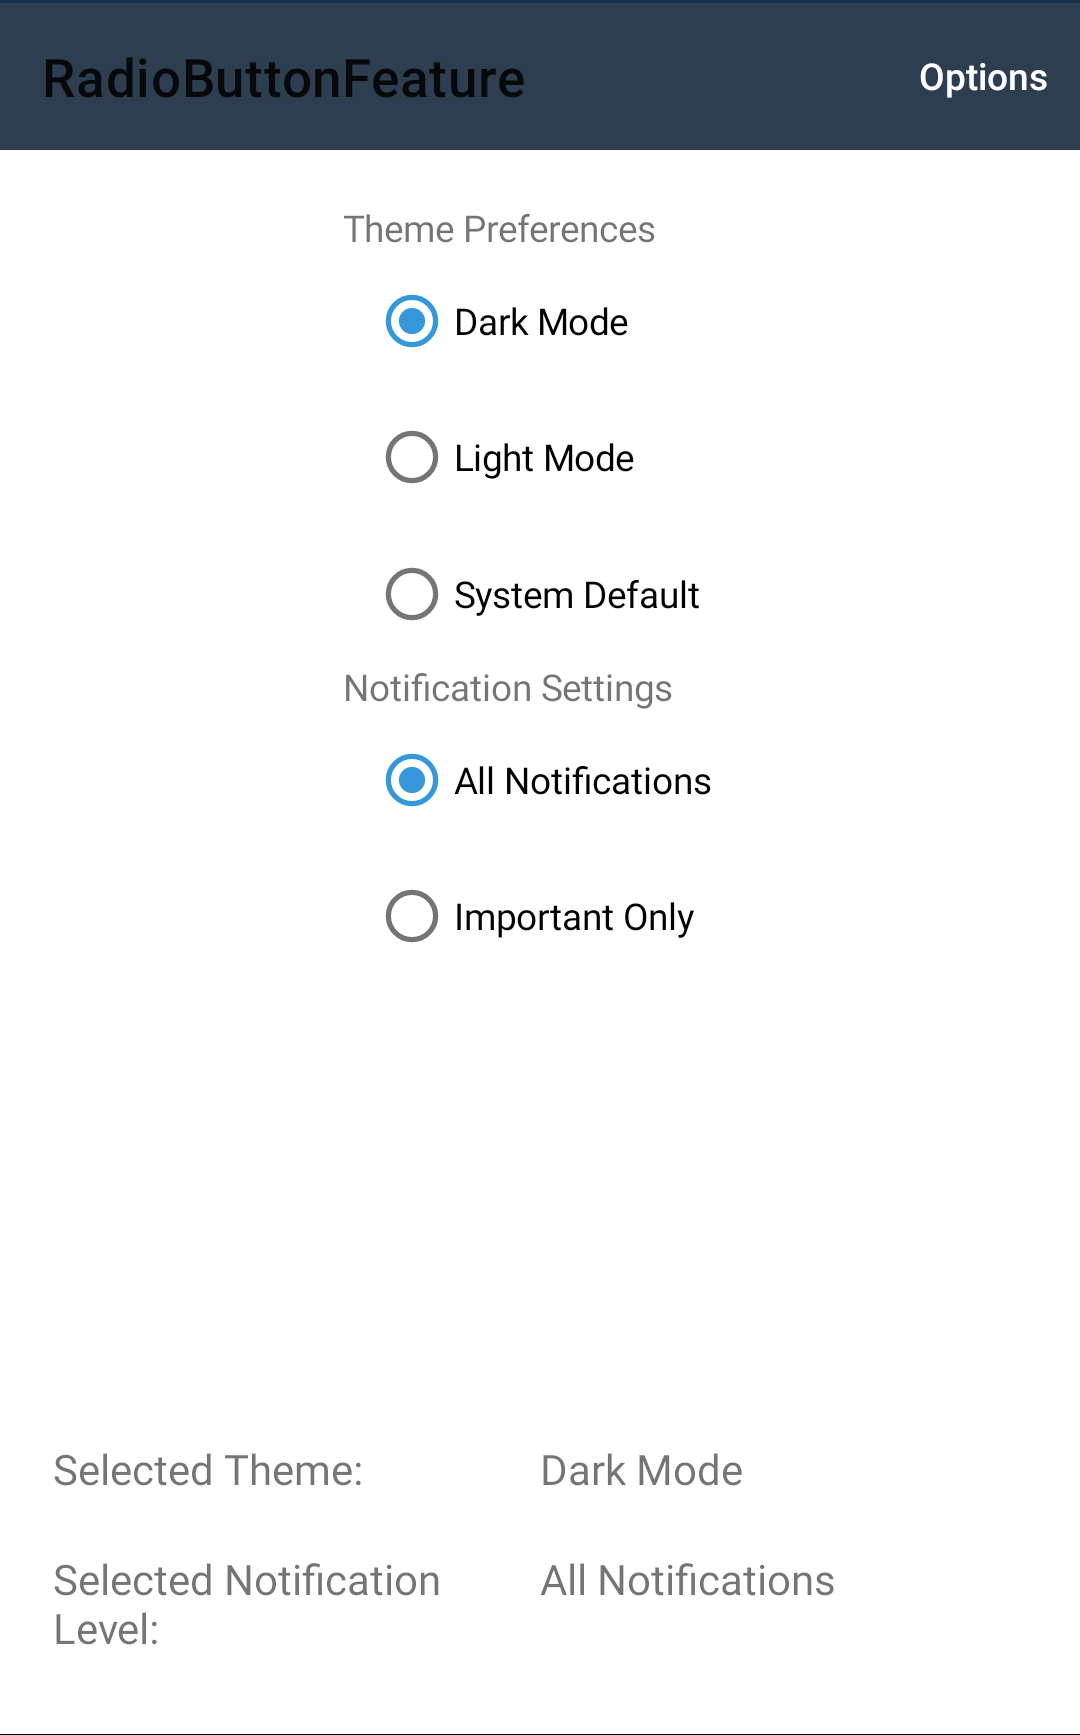 RadioButtonFeature
Options
Theme Preferences
Dark Mode
Light Mode
System Default
Notification Settings
All Notifications
Important Only
Selected Theme:
Dark Mode
Selected Notification
Level:
All Notifications